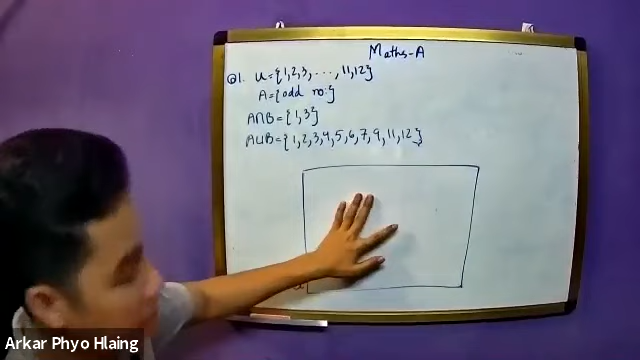 Maths-A
Q1. U={1,2,3, ..., 11,12}
A={odd no:}
A∩B={1,3}
A∪B={1,2,3,4,5,6,7,9,11,12}
Arkar Phyo Hlaing